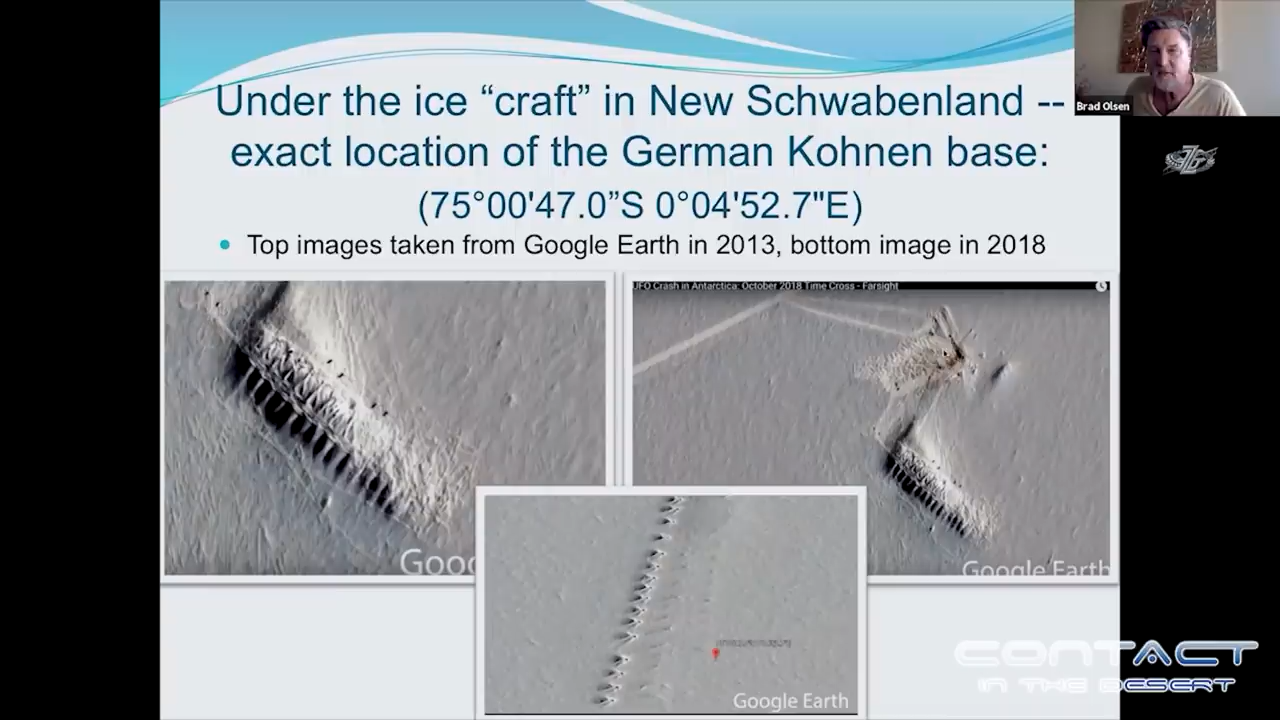 Under the ice “craft” in New Schwabenland --
exact location of the German Kohnen base:
(75°00'47.0”S 0°04'52.7"E)
Top images taken from Google Earth in 2013, bottom image in 2018
Brad Olsen
UFO Crash in Antarctica: October 2018 Time Cross - Farsight
Goog
Google Earth
Google Earth
CONTACT
IN THE DESERT